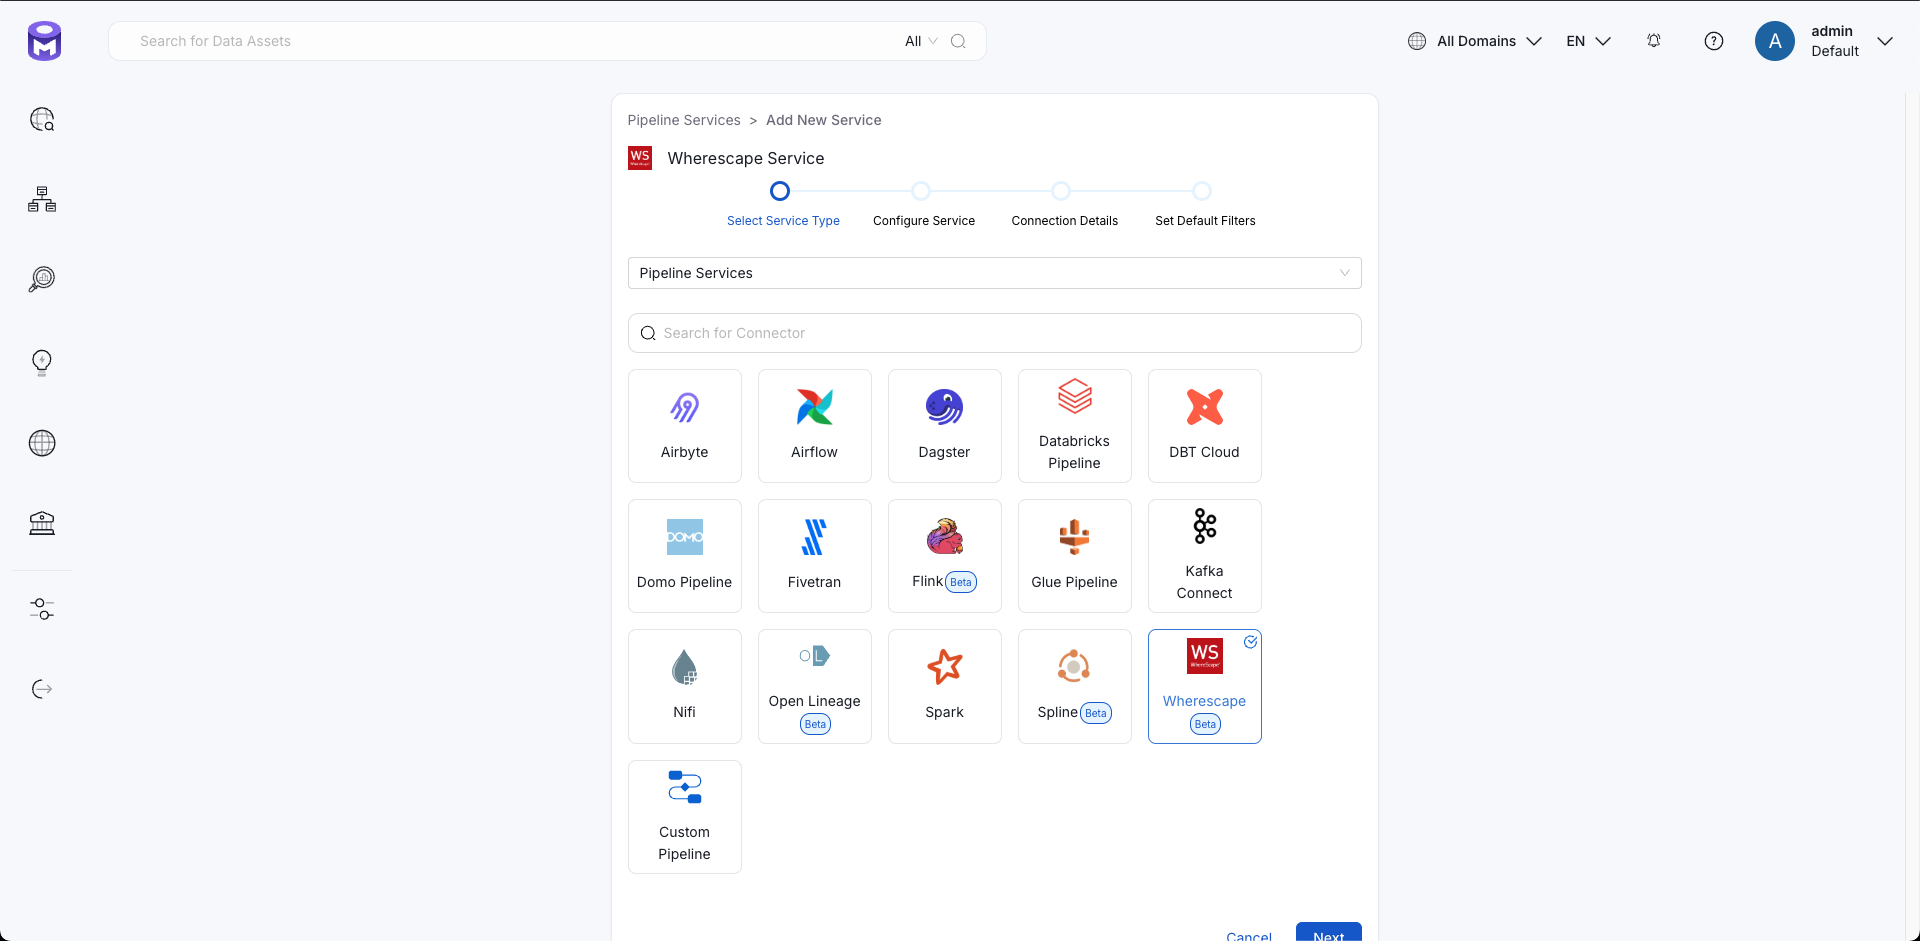 Search for Data Assets
All
All Domains
EN
A
admin
Default
Pipeline Services > Add New Service
WS
WhereScape
Wherescape Service
Select Service Type
Configure Service
Connection Details
Set Default Filters
Pipeline Services
Search for Connector
Airbyte
Airflow
Dagster
Databricks
Pipeline
DBT Cloud
DOMO
Domo Pipeline
Fivetran
Flink Beta
Glue Pipeline
Kafka
Connect
Nifi
OL
Open Lineage
Beta
Spark
Spline Beta
WS
WhereScape
Wherescape
Beta
Custom
Pipeline
Cancel
Next